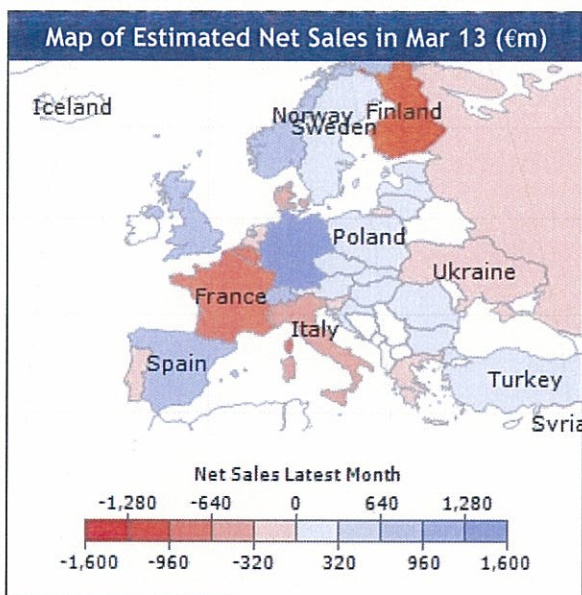 Map of Estimated Net Sales in Mar 13 (€m)
Iceland
Norway
Finland
Sweden
Poland
Ukraine
France
Italy
Spain
Turkey
Syria
Net Sales Latest Month
-1,280 -640 0 640 1,280
-1,600 -960 -320 320 960 1,600